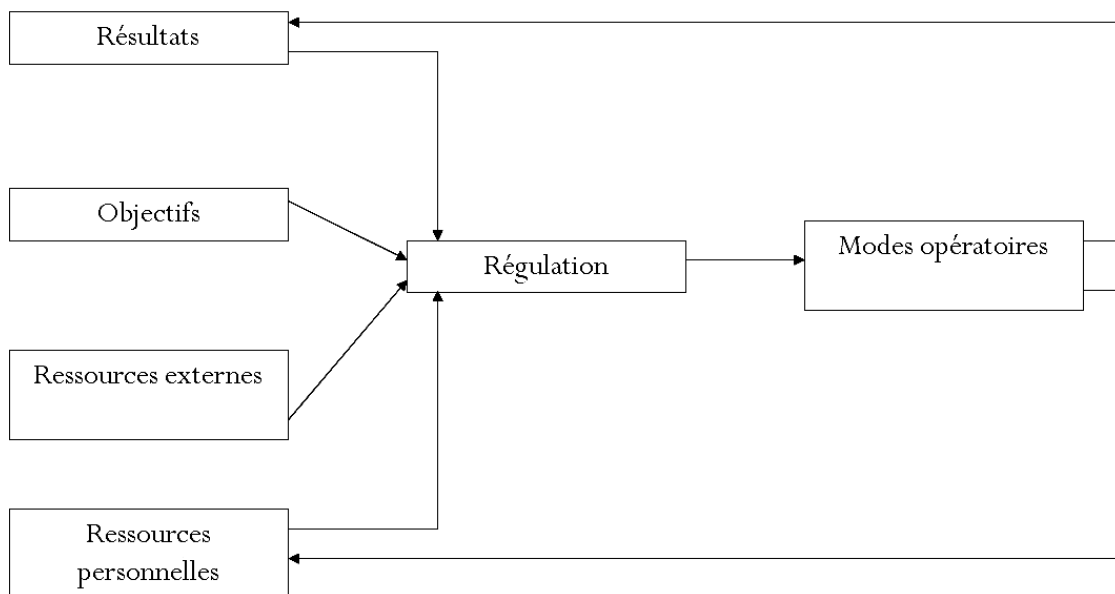 Résultats
Objectifs
Régulation
Modes opératoires
Ressources externes
Ressources
personnelles